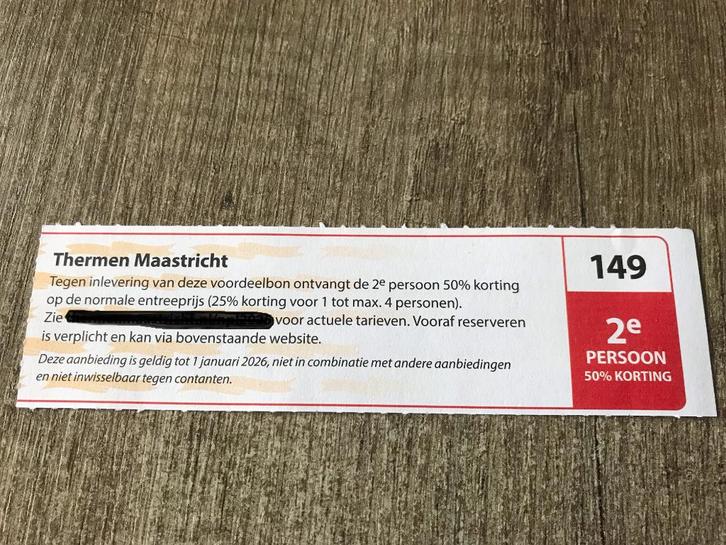 Thermen Maastricht
Tegen inlevering van deze voordeelbon ontvangt de 2e persoon 50% korting
op de normale entreeprijs (25% korting voor 1 tot max. 4 personen).
Zie voor actuele tarieven. Vooraf reserveren
is verplicht en kan via bovenstaande website.
Deze aanbieding is geldig tot 1 januari 2026, niet in combinatie met andere aanbiedingen
en niet inwisselbaar tegen contanten.
149
2e
PERSOON
50% KORTING